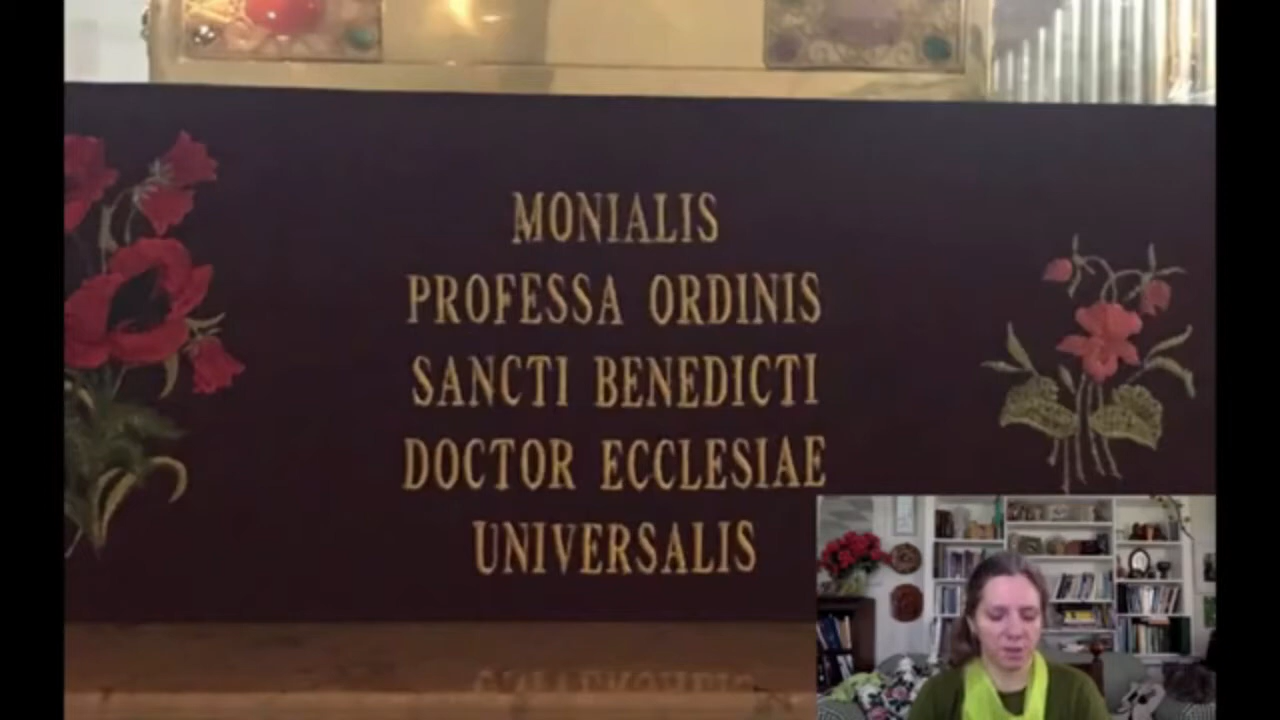 MONIALIS
PROFESSA ORDINIS
SANCTI BENEDICTI
DOCTOR ECCLESIAE
UNIVERSALIS